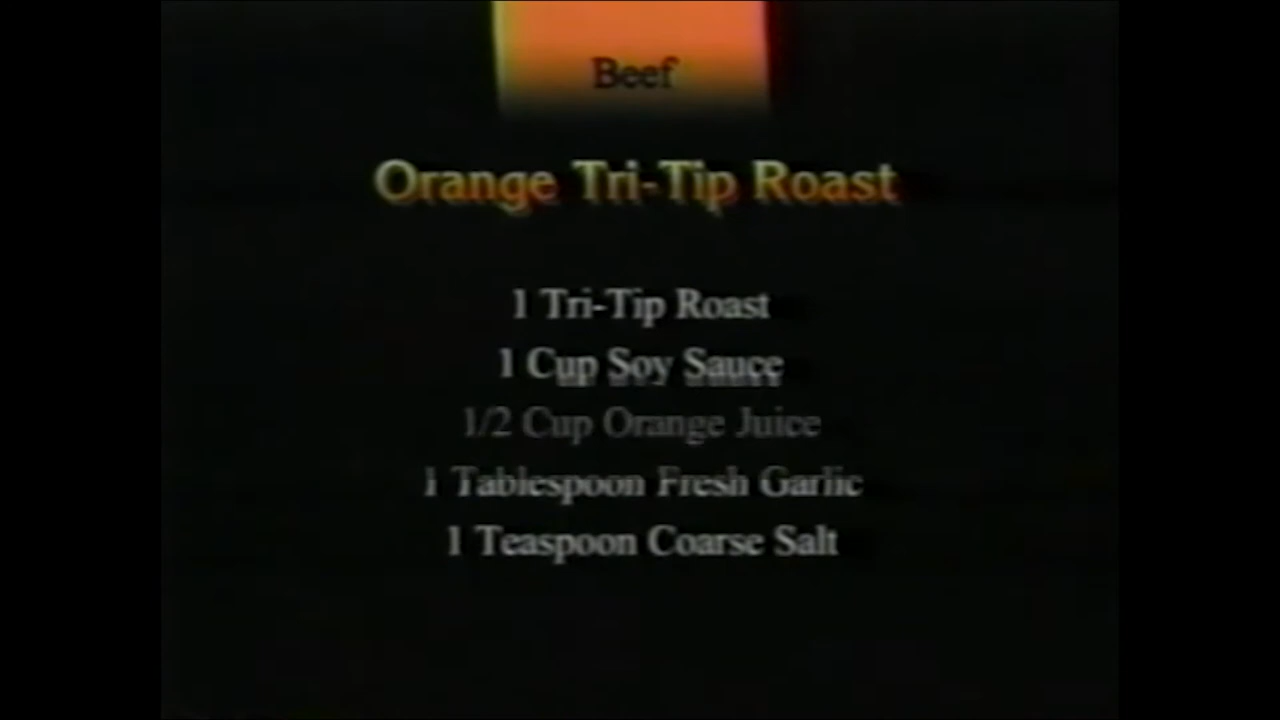 Beef
Orange Tri-Tip Roast
1 Tri-Tip Roast
1 Cup Soy Sauce
1/2 Cup Orange Juice
1 Tablespoon Fresh Garlic
1 Teaspoon Coarse Salt